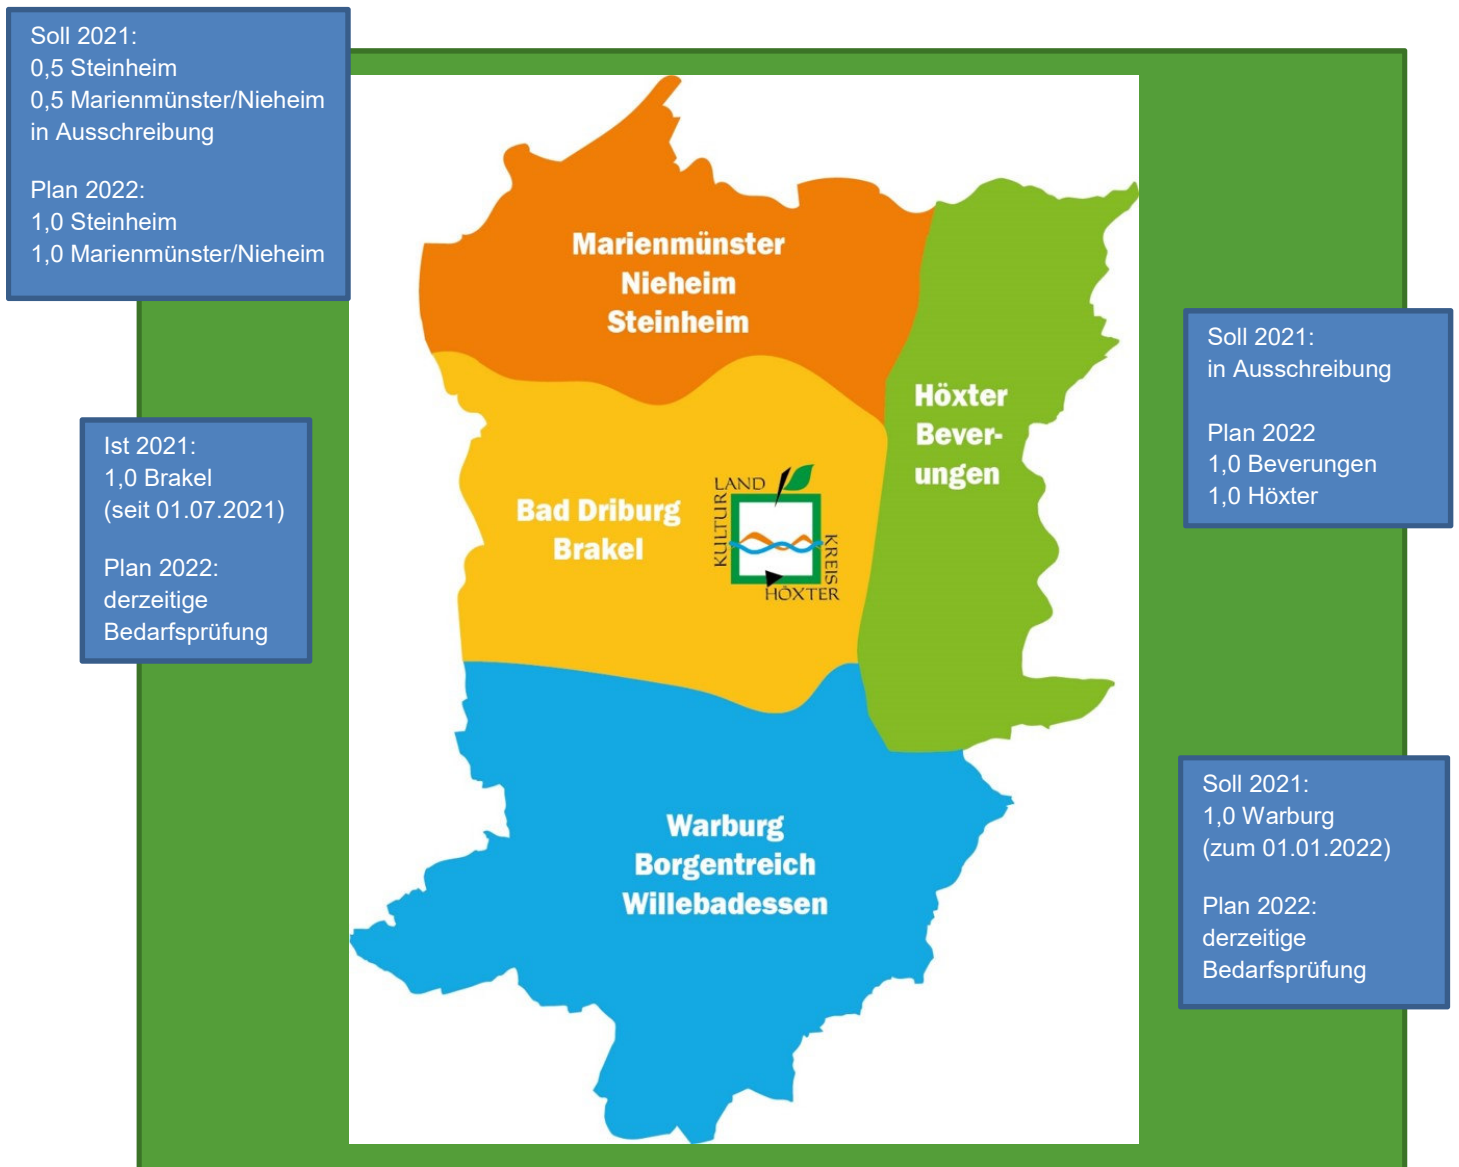 Soll 2021:
0,5 Steinheim
0,5 Marienmünster/Nieheim
in Ausschreibung
Plan 2022:
1,0 Steinheim
1,0 Marienmünster/Nieheim
Marienmünster
Nieheim
Steinheim
Soll 2021:
in Ausschreibung
Plan 2022
1,0 Beverungen
1,0 Höxter
Höxter
Bever-
ungen
Ist 2021:
1,0 Brakel
(seit 01.07.2021)
Plan 2022:
derzeitige
Bedarfsprüfung
Bad Driburg
Brakel
KULTUR
LAND
KREIS
HÖXTER
Soll 2021:
1,0 Warburg
(zum 01.01.2022)
Plan 2022:
derzeitige
Bedarfsprüfung
Warburg
Borgentreich
Willebadessen